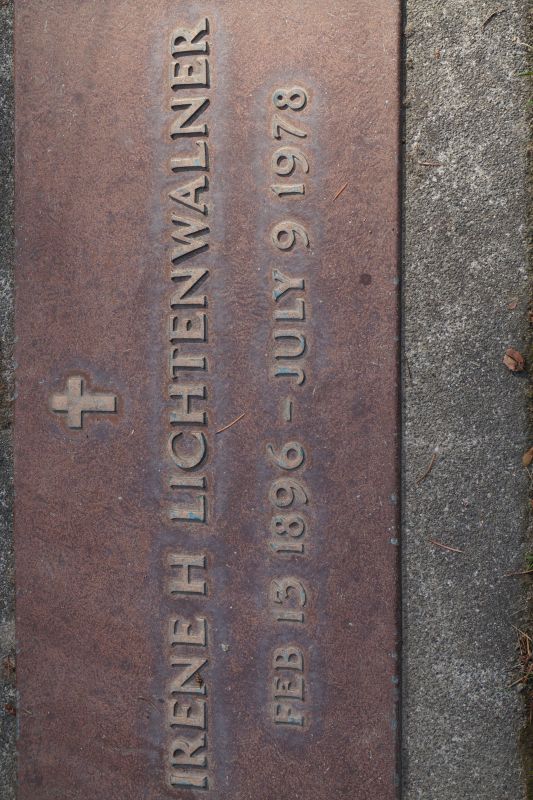 IRENE H LICHTENWALNER
FEB 13 1896 – JULY 9 1978